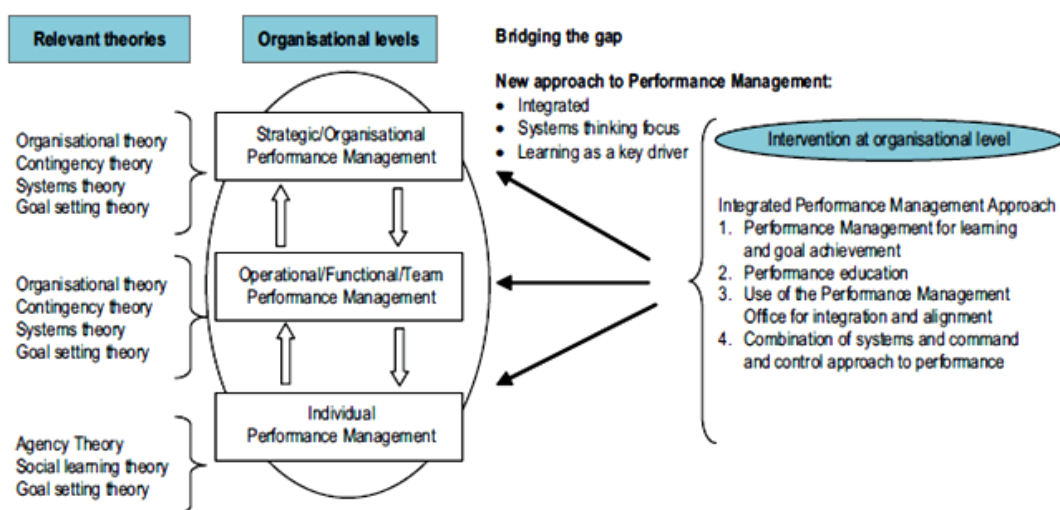 Relevant theories
Organisational levels
Bridging the gap
New approach to Performance Management:
• Integrated
• Systems thinking focus
• Learning as a key driver
Organisational theory
Contingency theory
Systems theory
Goal setting theory
Strategic/Organisational
Performance Management
Intervention at organisational level
Integrated Performance Management Approach
1. Performance Management for learning
and goal achievement
2. Performance education
3. Use of the Performance Management
Office for integration and alignment
4. Combination of systems and command
and control approach to performance
Organisational theory
Contingency theory
Systems theory
Goal setting theory
Operational/Functional/Team
Performance Management
Agency Theory
Social learning theory
Goal setting theory
Individual
Performance Management